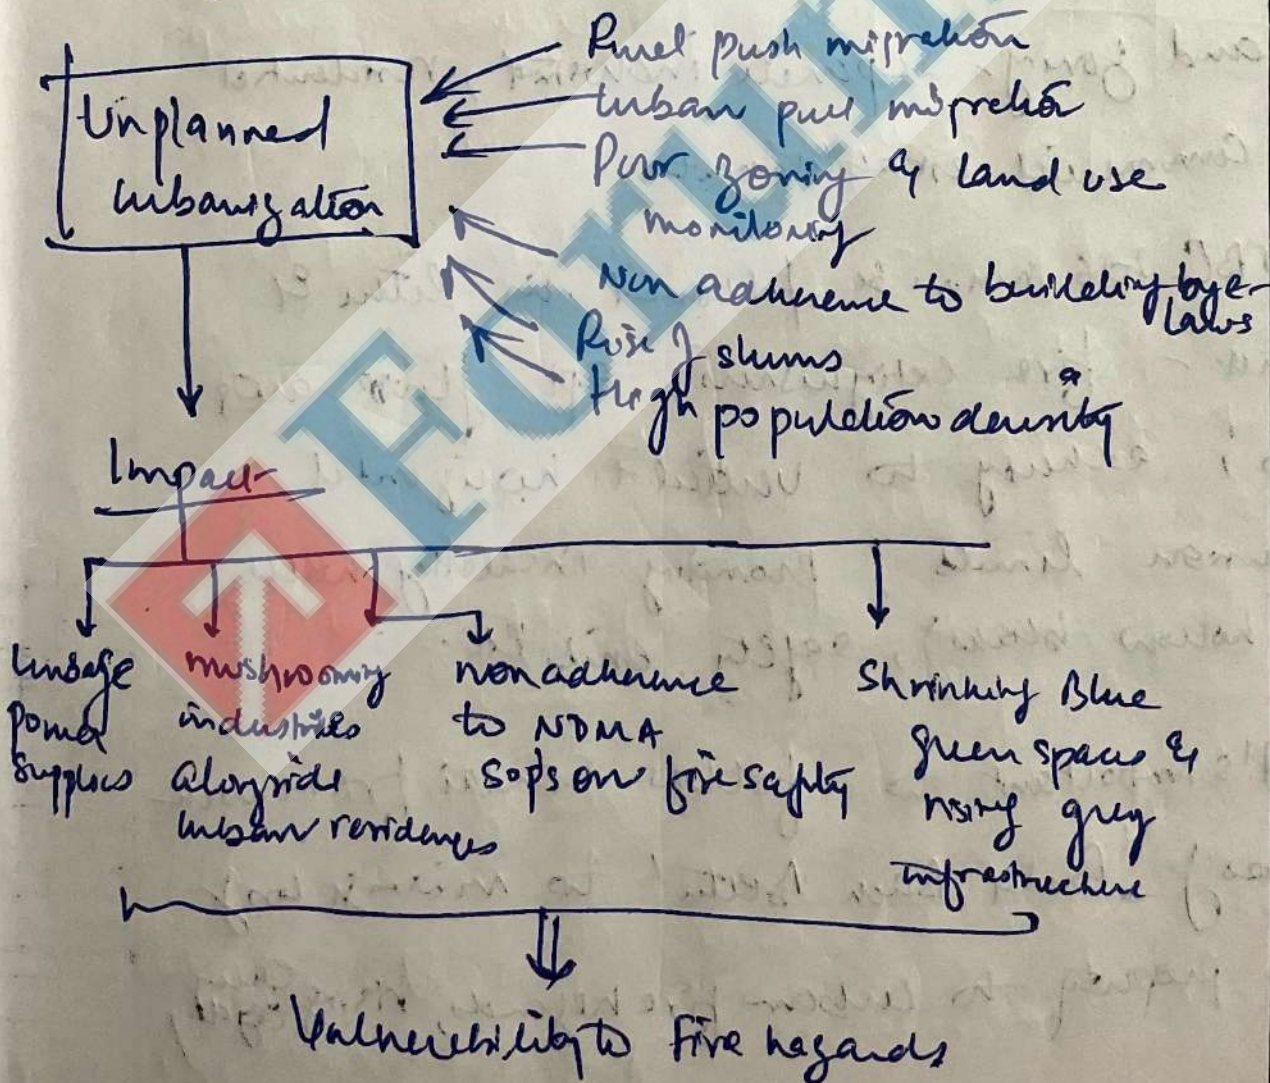 Rural push migration
Urban pull migration
Unplanned
urbanization
Poor zoning & land use
monitoring
Non adherence to building bye-
laws
Rise of slums
High population density
Impact
power
supplies
mushrooming
industries
alongside
urban residences
non adherence
to NDMA
SOPs on fire safety
Shrinking Blue
green spaces &
rising grey
infrastructure
Vulnerability to fire hazards
Forum